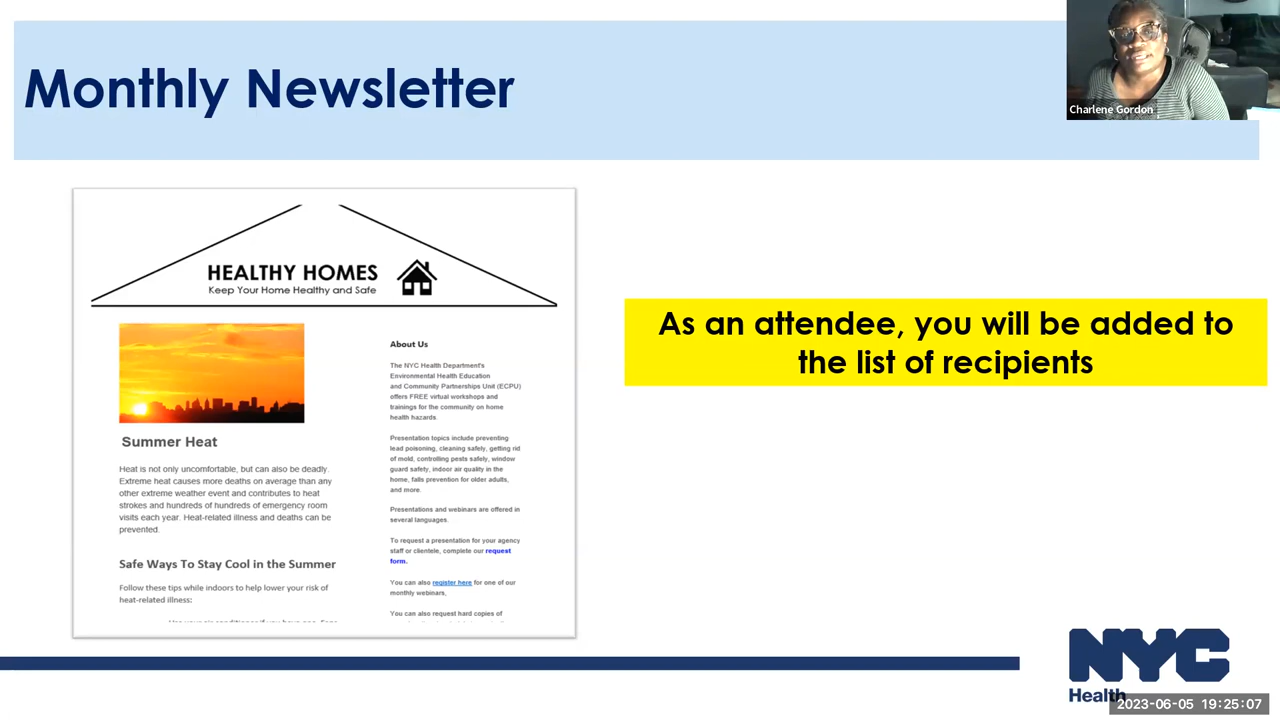 Monthly Newsletter
Charlene Gordon
HEALTHY HOMES
Keep Your Home Healthy and Safe
Summer Heat
Heat is not only uncomfortable, but can also be deadly.
Extreme heat causes more deaths on average than any
other extreme weather event and contributes to heat
strokes and hundreds of hundreds of emergency room
visits each year. Heat-related illness and deaths can be
prevented.
Safe Ways To Stay Cool in the Summer
Follow these tips while indoors to help lower your risk of
heat-related illness:
About Us
The NYC Health Department's
Environmental Health Education
and Community Partnerships Unit (ECPU)
offers FREE virtual workshops and
trainings for the community on home
health hazards.
Presentation topics include preventing
lead poisoning, cleaning safely, getting rid
of mold, controlling pests safely, window
guard safety, indoor air quality in the
home, falls prevention for older adults,
and more.
Presentations and webinars are offered in
several languages.
To request a presentation for your agency
staff or clientele, complete our request
form.
You can also register here for one of our
monthly webinars,
You can also request hard copies of
As an attendee, you will be added to
the list of recipients
NYC
Health
2023-06-05 19:25:07